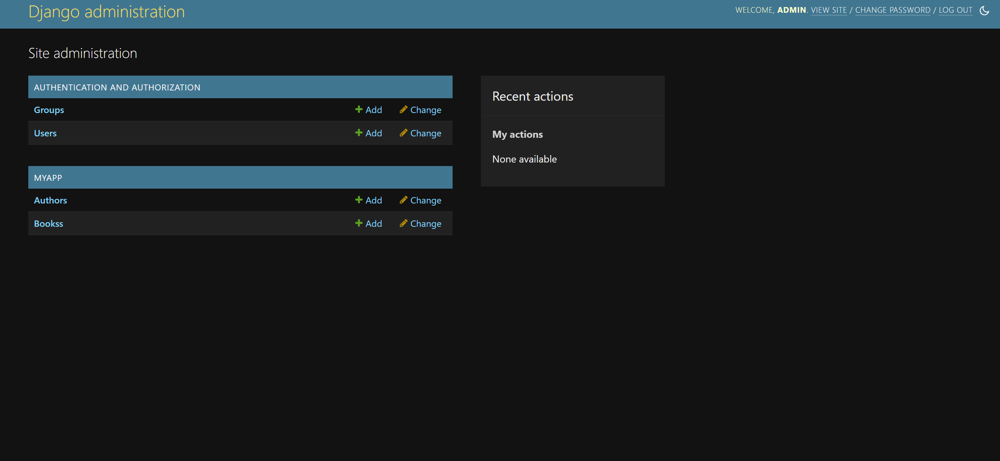 Django administration
WELCOME, ADMIN. VIEW SITE / CHANGE PASSWORD / LOG OUT
Site administration
AUTHENTICATION AND AUTHORIZATION
Groups Add Change
Users Add Change
MYAPP
Authors Add Change
Bookss Add Change
Recent actions
My actions
None available